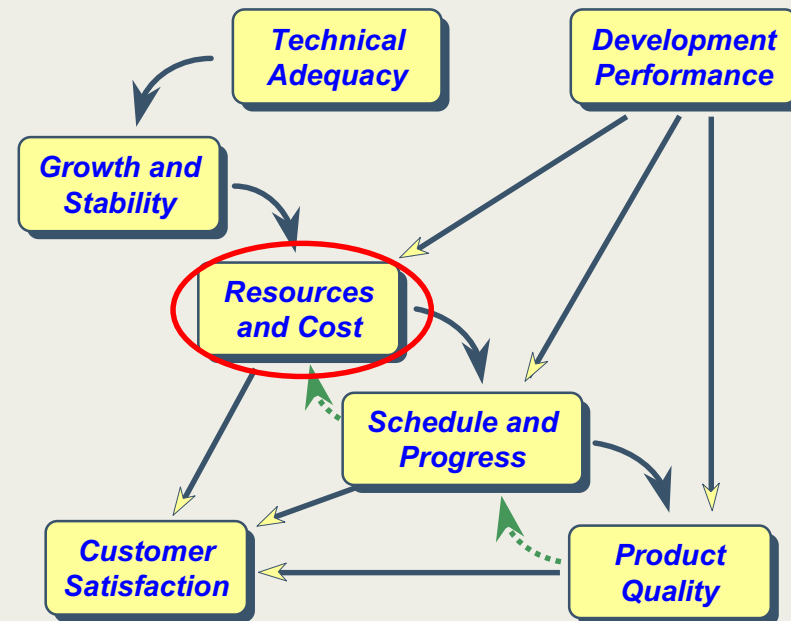 Technical
Adequacy
Development
Performance
Growth and
Stability
Resources
and Cost
Schedule and
Progress
Customer
Satisfaction
Product
Quality